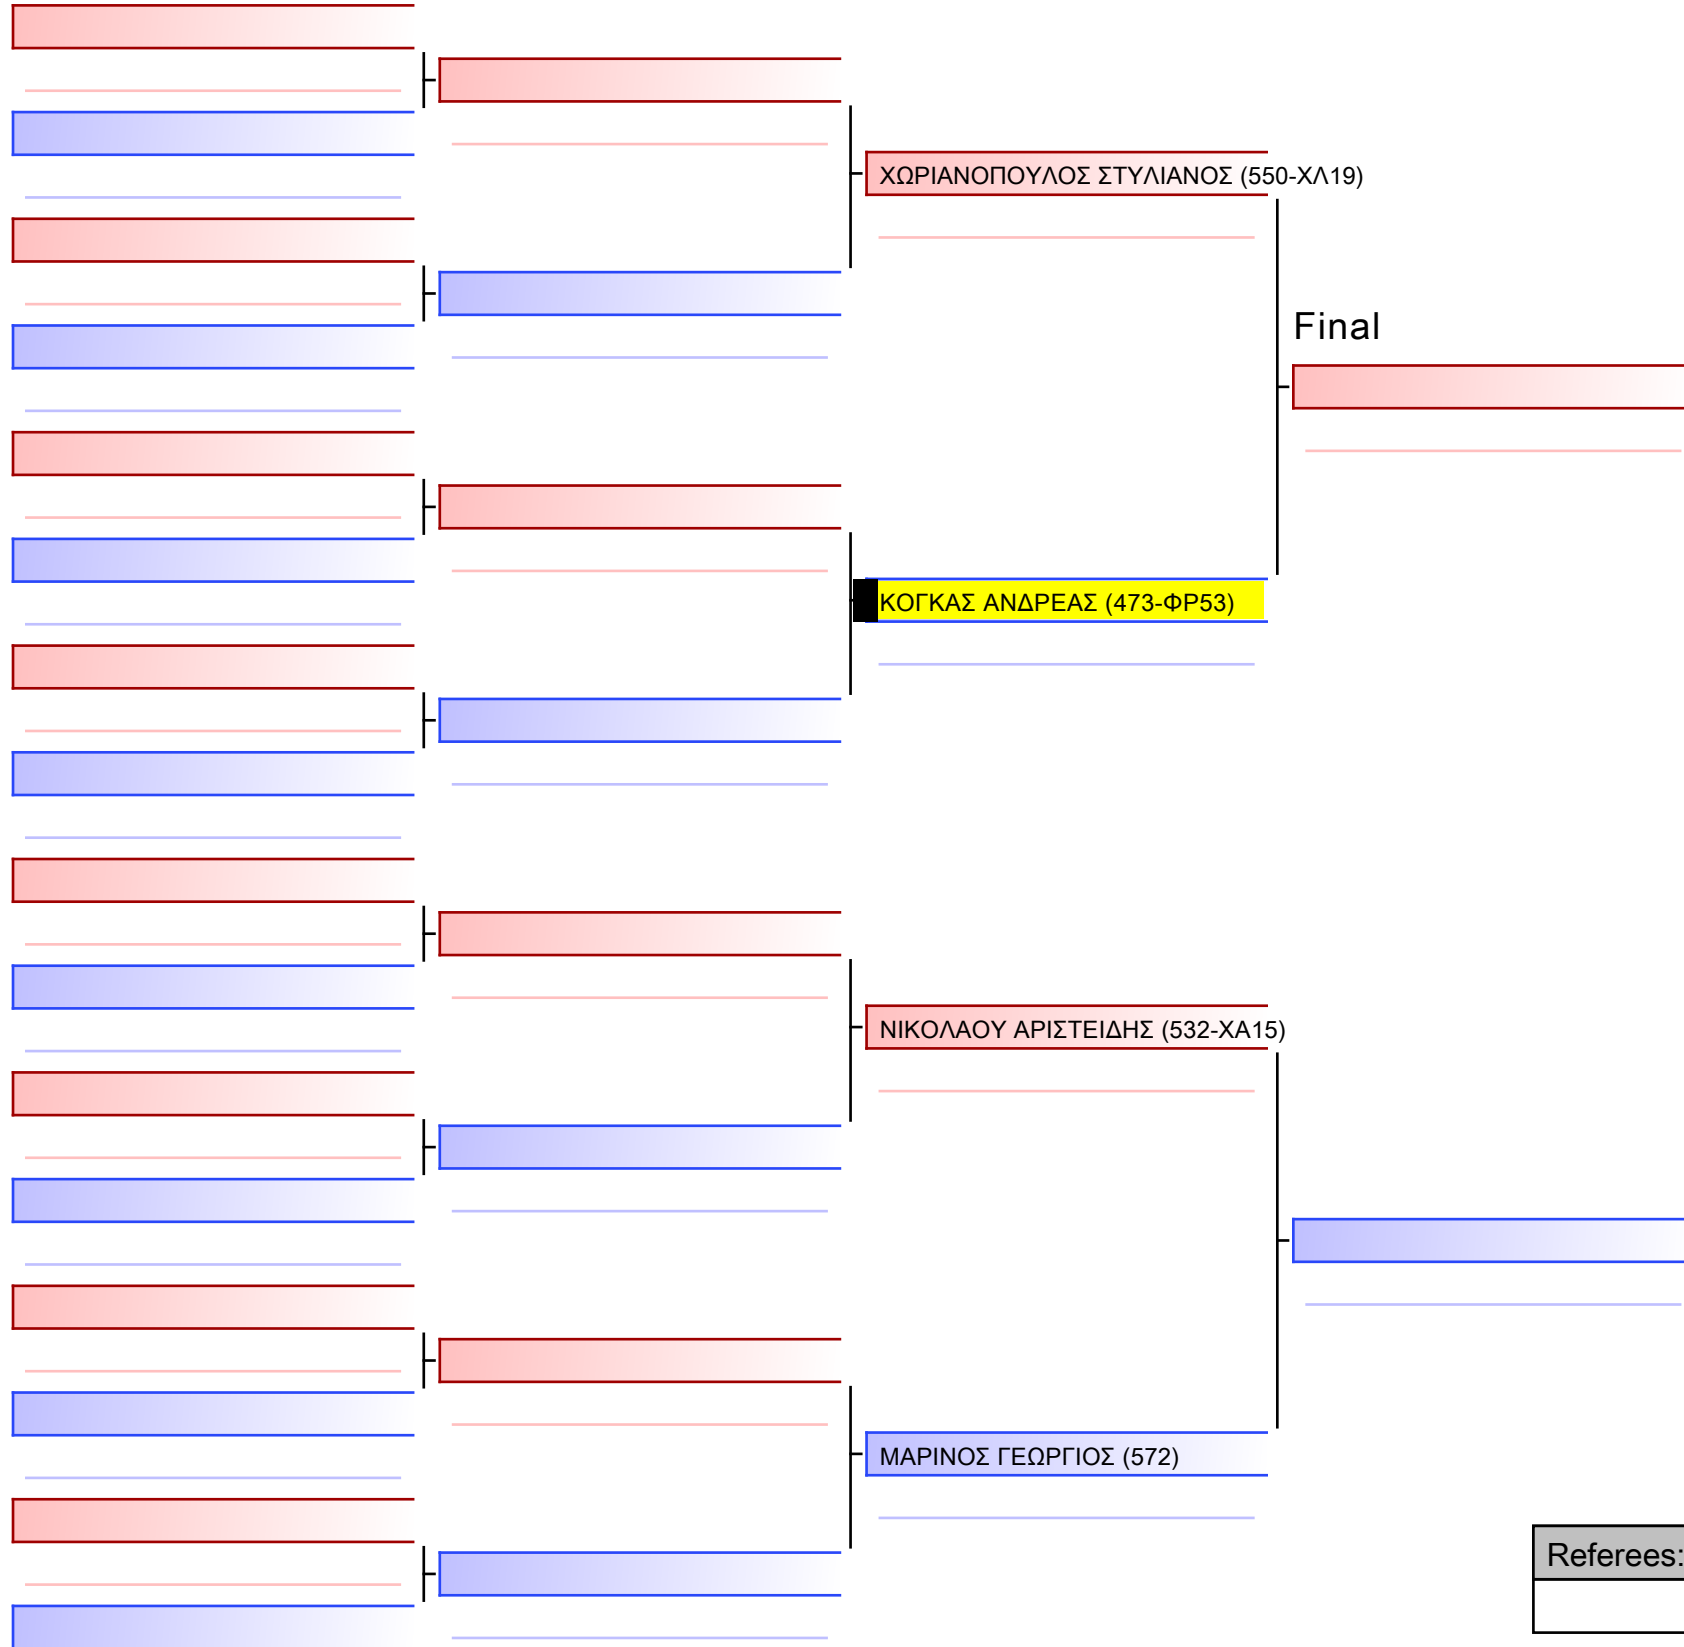 ΧΩΡΙΑΝΟΠΟΥΛΟΣ ΣΤΥΛΙΑΝΟΣ (550-ΧΛ19)
Final
ΚΟΓΚΑΣ ΑΝΔΡΕΑΣ (473-ΦΡ53)
ΝΙΚΟΛΑΟΥ ΑΡΙΣΤΕΙΔΗΣ (532-ΧΑ15)
ΜΑΡΙΝΟΣ ΓΕΩΡΓΙΟΣ (572)
Referees: